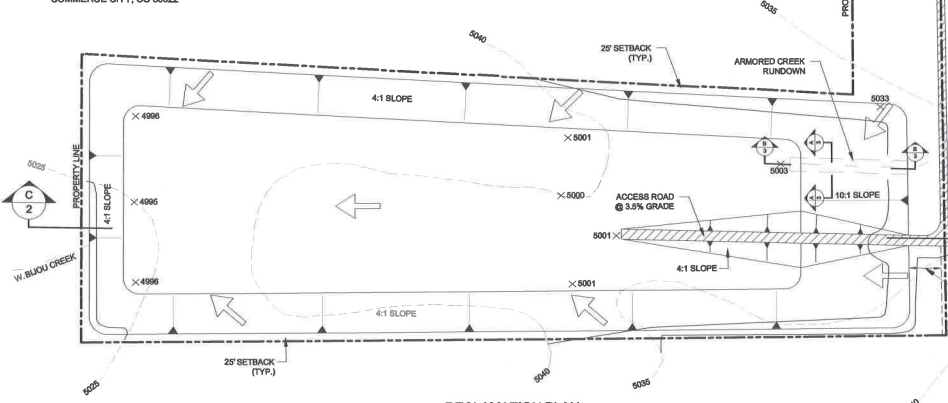 COMMERCE CITY, CO 80022
5035
PRO
5040
25' SETBACK
(TYP.)
ARMORED CREEK
RUNDOWN
4:1 SLOPE
5033
4996
5001
B
3
A
3
B
3
5003
5025
PROPERTY LINE
4:1 SLOPE
C
2
4995
5000
ACCESS ROAD
@ 3.5% GRADE
A
3
10:1 SLOPE
5001
W. BIJOU CREEK
4:1 SLOPE
4996
5001
4:1 SLOPE
25' SETBACK
(TYP.)
5025
5040
5035